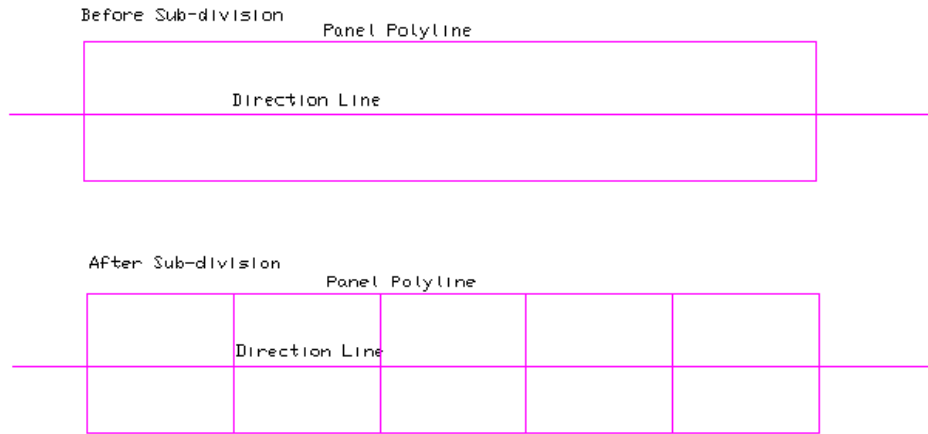 Before Sub-division
Panel Polyline
Direction Line
After Sub-division
Panel Polyline
Direction Line